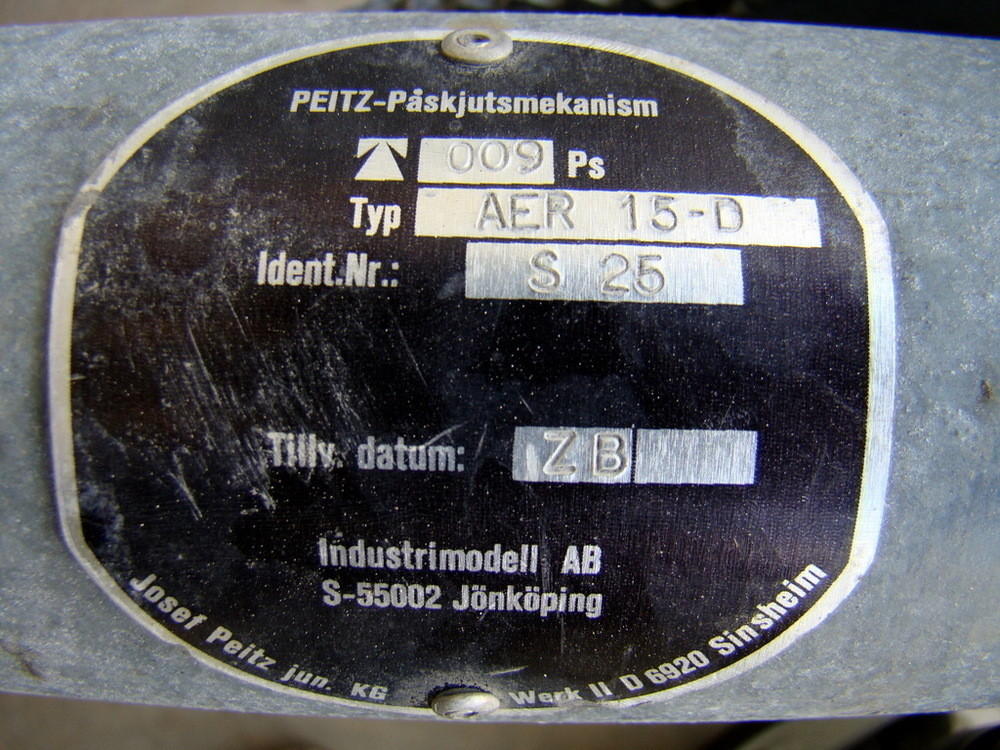 PEITZ-Påskjutsmekanism
009 Ps
Typ AER 15-D
Ident.Nr.: S 25
Tillv. datum: ZB
Industrimodell AB
S-55002 Jönköping
Josef Peitz jun. KG Werk II D 6920 Sinsheim